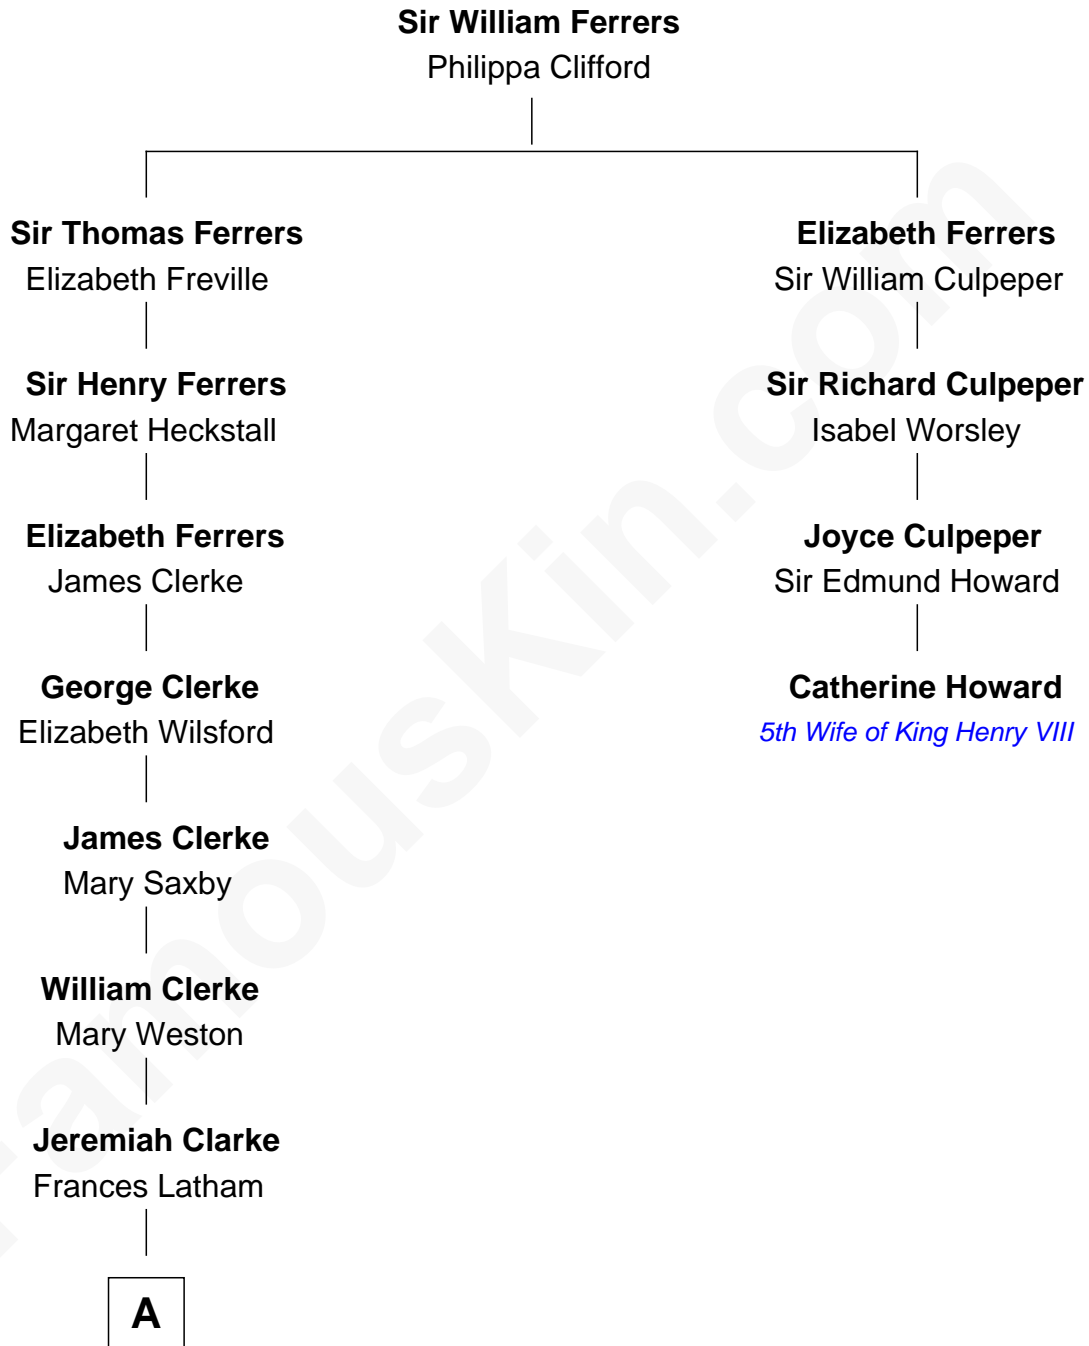 Sir William Ferrers
Philippa Clifford
Sir Thomas Ferrers
Elizabeth Freville
Elizabeth Ferrers
Sir William Culpeper
Sir Henry Ferrers
Margaret Heckstall
Sir Richard Culpeper
Isabel Worsley
Elizabeth Ferrers
James Clerke
Joyce Culpeper
Sir Edmund Howard
George Clerke
Elizabeth Wilsford
Catherine Howard
5th Wife of King Henry VIII
James Clerke
Mary Saxby
William Clerke
Mary Weston
Jeremiah Clarke
Frances Latham
A
FamousKin.com